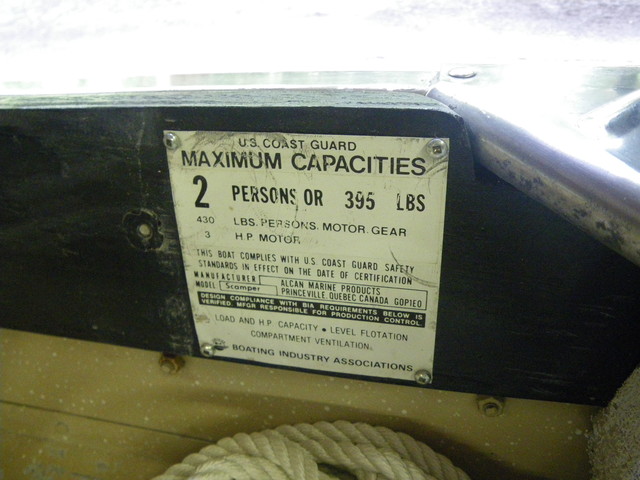 U.S. COAST GUARD
MAXIMUM CAPACITIES
2 PERSONS OR 395 LBS
430 LBS. PERSONS, MOTOR, GEAR
3 H.P. MOTOR
THIS BOAT COMPLIES WITH U.S. COAST GUARD SAFETY
STANDARDS IN EFFECT ON THE DATE OF CERTIFICATION
MANUFACTURER ALCAN MARINE PRODUCTS
MODEL Scamper PRINCEVILLE QUEBEC CANADA GOPIEO
DESIGN COMPLIANCE WITH BIA REQUIREMENTS BELOW IS
VERIFIED. MFGR RESPONSIBLE FOR PRODUCTION CONTROL.
LOAD AND H.P. CAPACITY • LEVEL FLOTATION
COMPARTMENT VENTILATION
BOATING INDUSTRY ASSOCIATIONS